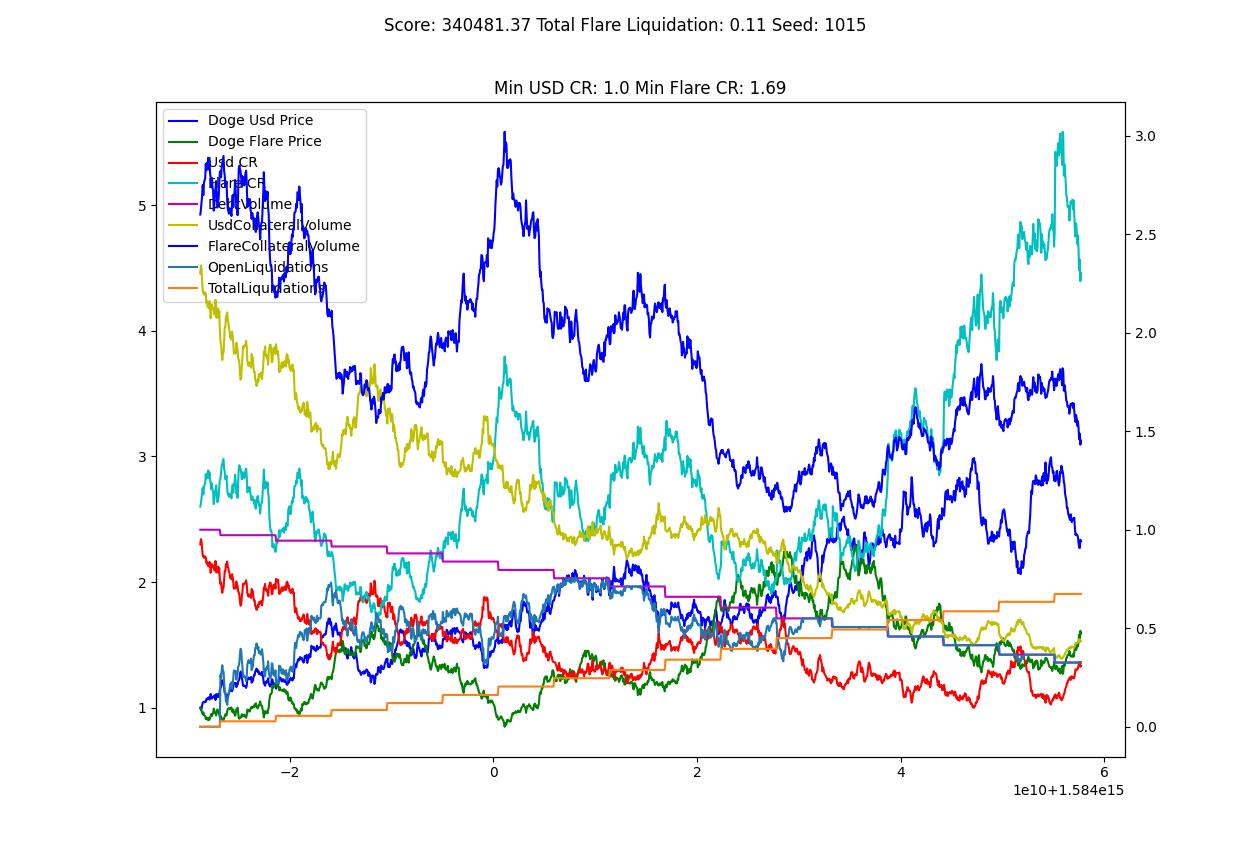 Score: 340481.37 Total Flare Liquidation: 0.11 Seed: 1015
Min USD CR: 1.0 Min Flare CR: 1.69
Doge Usd Price
Doge Flare Price
Usd CR
Flare CR
DebtVolume
UsdCollateralVolume
FlareCollateralVolume
OpenLiquidations
TotalLiquidations
5
4
3
2
1
3.0
2.5
2.0
1.5
1.0
0.5
0.0
−2
0
2
4
6
1e10+1.584e15